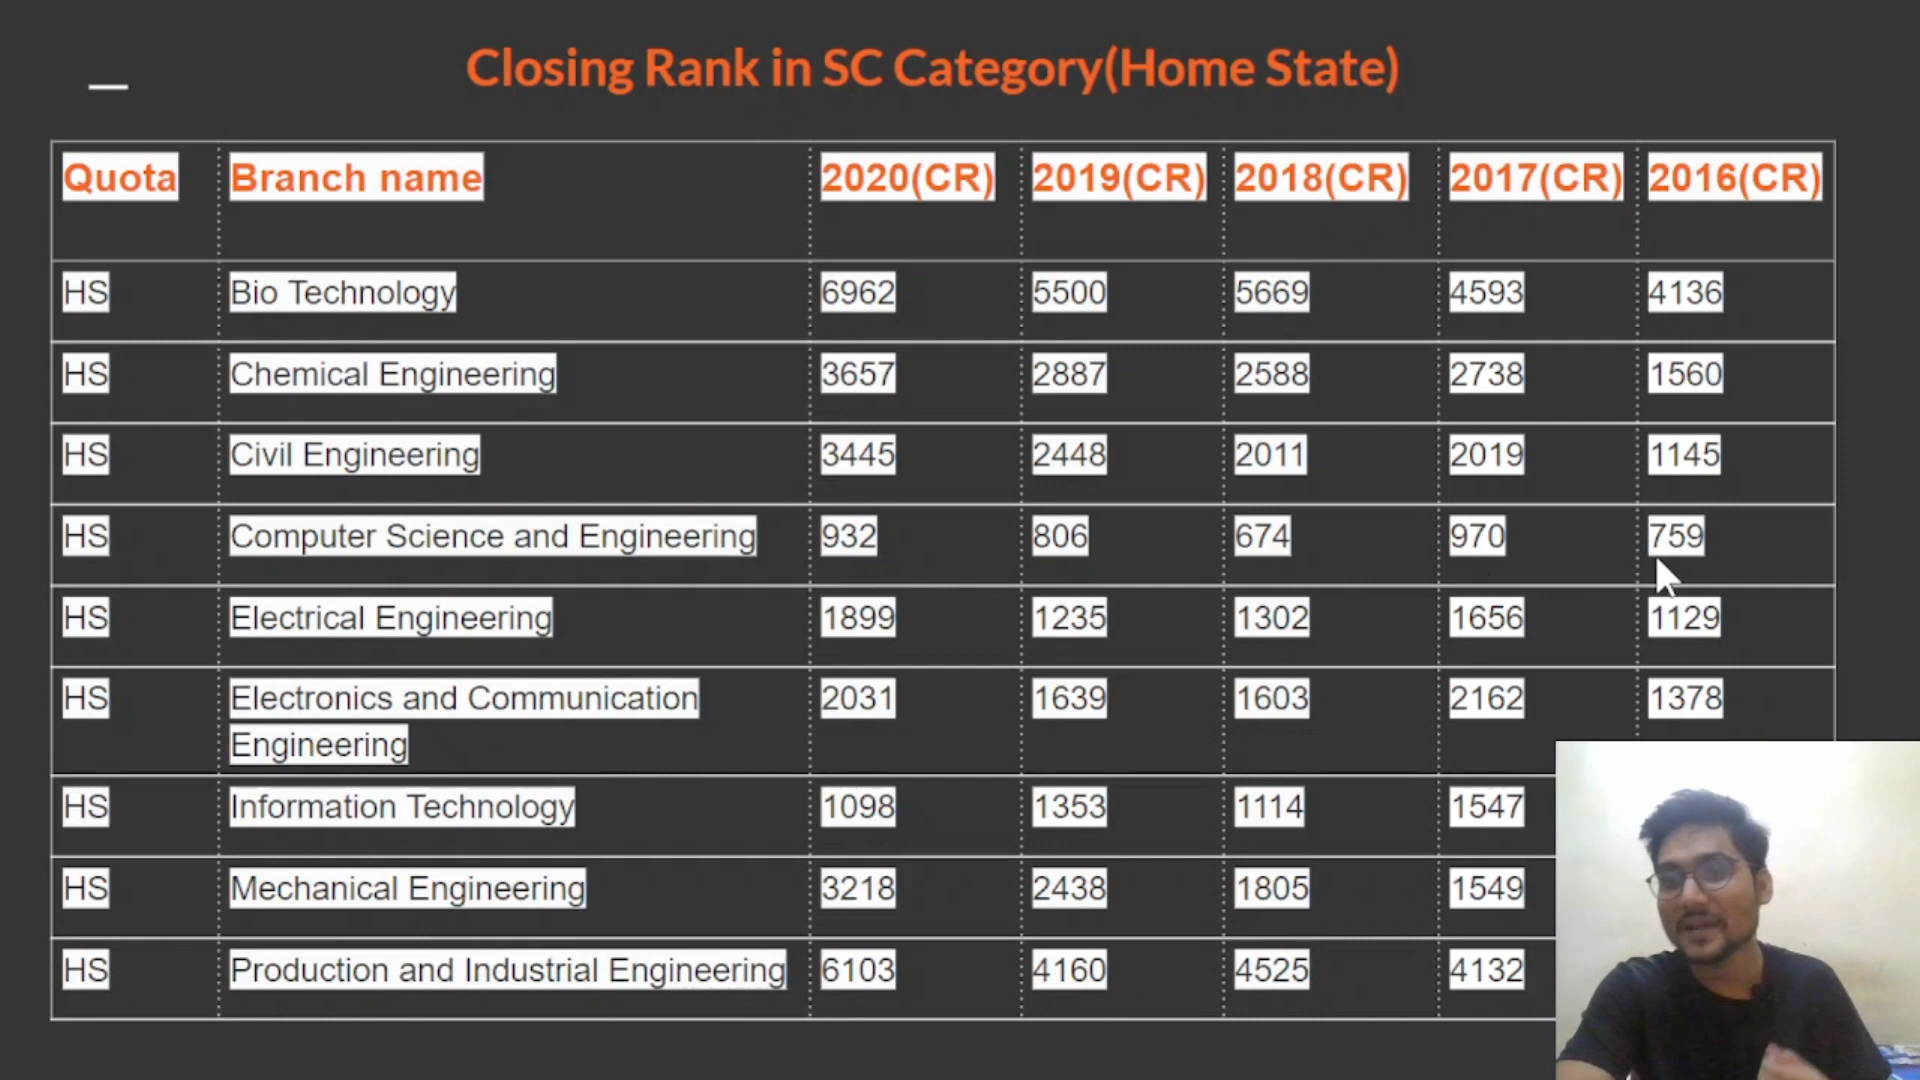 Closing Rank in SC Category(Home State)
Quota Branch name 2020(CR) 2019(CR) 2018(CR) 2017(CR) 2016(CR)
HS Bio Technology 6962 5500 5669 4593 4136
HS Chemical Engineering 3657 2887 2588 2738 1560
HS Civil Engineering 3445 2448 2011 2019 1145
HS Computer Science and Engineering 932 806 674 970 759
HS Electrical Engineering 1899 1235 1302 1656 1129
HS Electronics and Communication 2031 1639 1603 2162 1378
Engineering
HS Information Technology 1098 1353 1114 1547
HS Mechanical Engineering 3218 2438 1805 1549
HS Production and Industrial Engineering 6103 4160 4525 4132